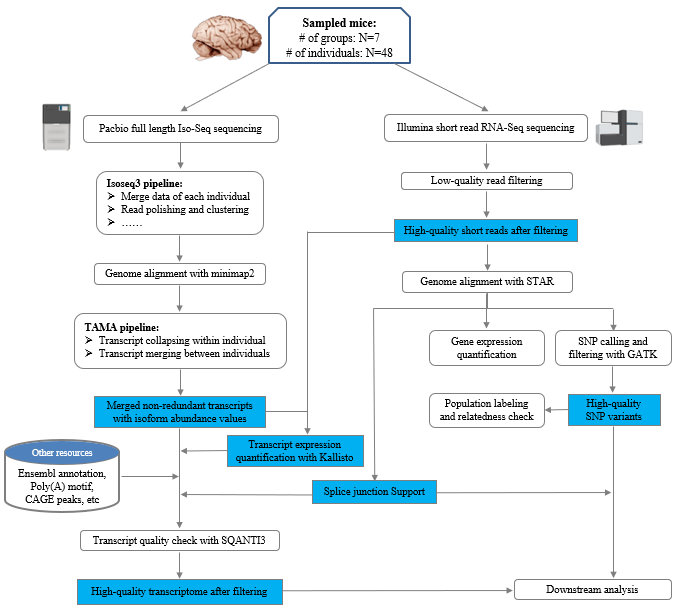 Sampled mice:
# of groups: N=7
# of individuals: N=48
Pacbio full length Iso-Seq sequencing
Illumina short read RNA-Seq sequencing
Isoseq3 pipeline:
➢ Merge data of each individual
➢ Read polishing and clustering
➢ ……
Low-quality read filtering
High-quality short reads after filtering
Genome alignment with minimap2
Genome alignment with STAR
TAMA pipeline:
➢ Transcript collapsing within individual
➢ Transcript merging between individuals
Gene expression
quantification
SNP calling and
filtering with GATK
Merged non-redundant transcripts
with isoform abundance values
Population labeling
and relatedness check
High-quality
SNP variants
Transcript expression
quantification with Kallisto
Other resources
Ensembl annotation,
Poly(A) motif,
CAGE peaks, etc
Splice junction Support
Transcript quality check with SQANTI3
High-quality transcriptome after filtering
Downstream analysis